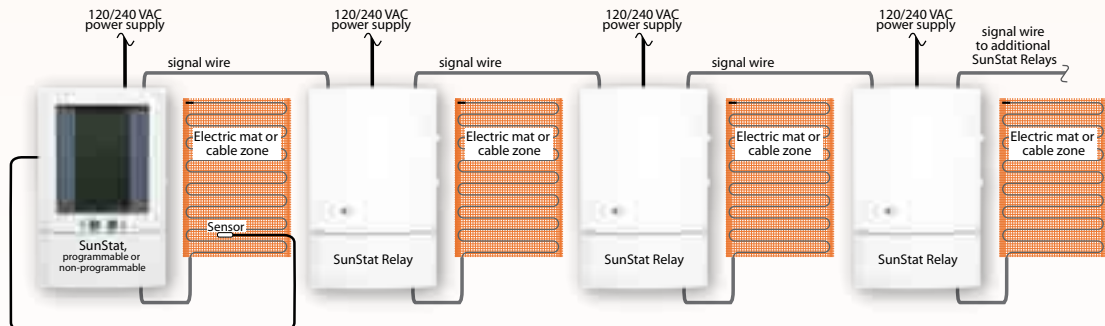 120/240 VAC
power supply
120/240 VAC
power supply
120/240 VAC
power supply
120/240 VAC
power supply
signal wire
to additional
SunStat Relays
signal wire
signal wire
signal wire
Electric mat or
cable zone
Electric mat or
cable zone
Electric mat or
cable zone
Electric mat or
cable zone
Sensor
SunStat,
programmable or
non-programmable
SunStat Relay
SunStat Relay
SunStat Relay